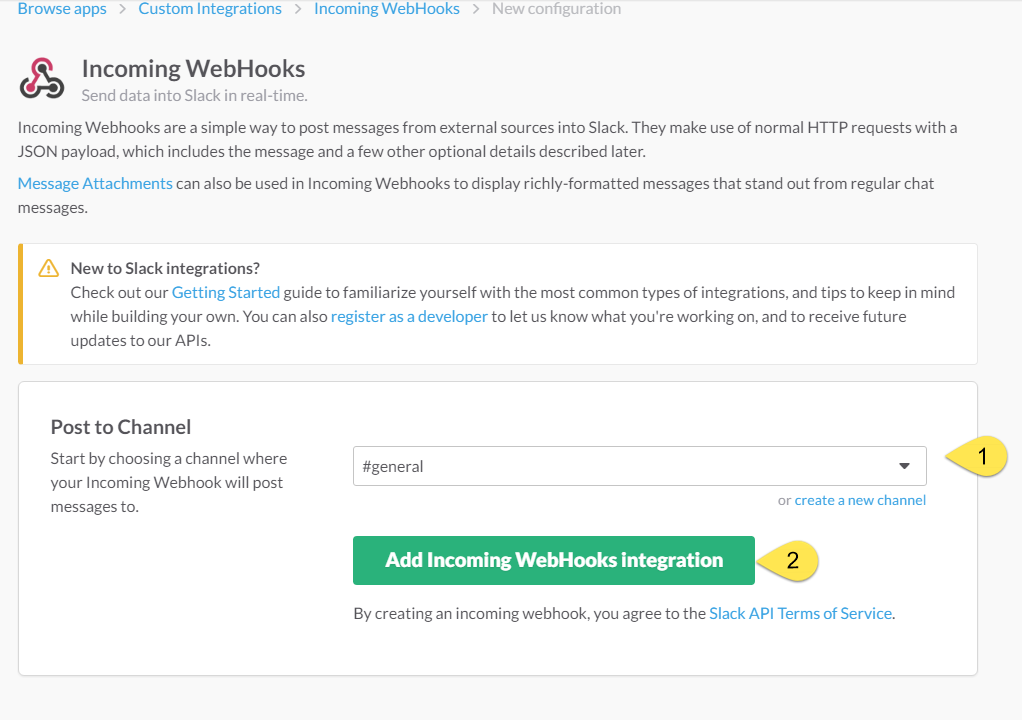 Browse apps > Custom Integrations > Incoming WebHooks > New configuration
Incoming WebHooks
Send data into Slack in real-time.
Incoming Webhooks are a simple way to post messages from external sources into Slack. They make use of normal HTTP requests with a
JSON payload, which includes the message and a few other optional details described later.
Message Attachments can also be used in Incoming Webhooks to display richly-formatted messages that stand out from regular chat
messages.
New to Slack integrations?
Check out our Getting Started guide to familiarize yourself with the most common types of integrations, and tips to keep in mind
while building your own. You can also register as a developer to let us know what you're working on, and to receive future
updates to our APIs.
Post to Channel
Start by choosing a channel where
your Incoming Webhook will post
messages to.
#general
1
or create a new channel
Add Incoming WebHooks integration
2
By creating an incoming webhook, you agree to the Slack API Terms of Service.